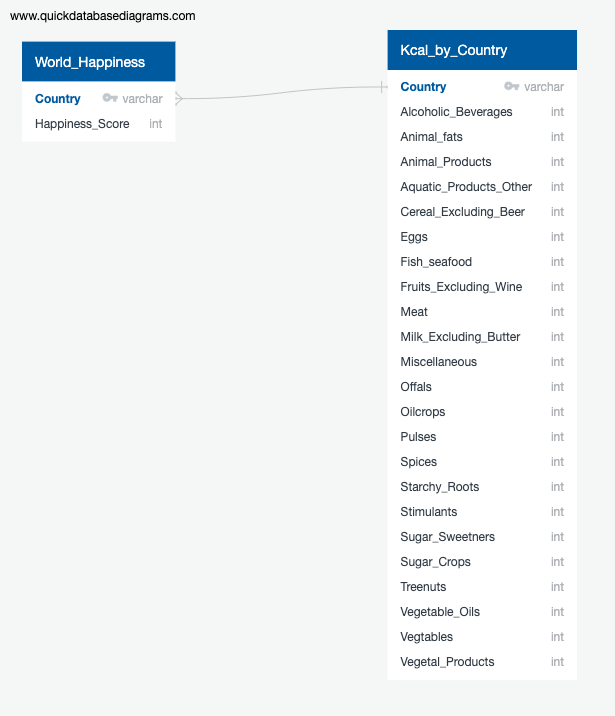 www.quickdatabasediagrams.com
World_Happiness
Country varchar
Happiness_Score int
Kcal_by_Country
Country varchar
Alcoholic_Beverages int
Animal_fats int
Animal_Products int
Aquatic_Products_Other int
Cereal_Excluding_Beer int
Eggs int
Fish_seafood int
Fruits_Excluding_Wine int
Meat int
Milk_Excluding_Butter int
Miscellaneous int
Offals int
Oilcrops int
Pulses int
Spices int
Starchy_Roots int
Stimulants int
Sugar_Sweetners int
Sugar_Crops int
Treenuts int
Vegetable_Oils int
Vegtables int
Vegetal_Products int